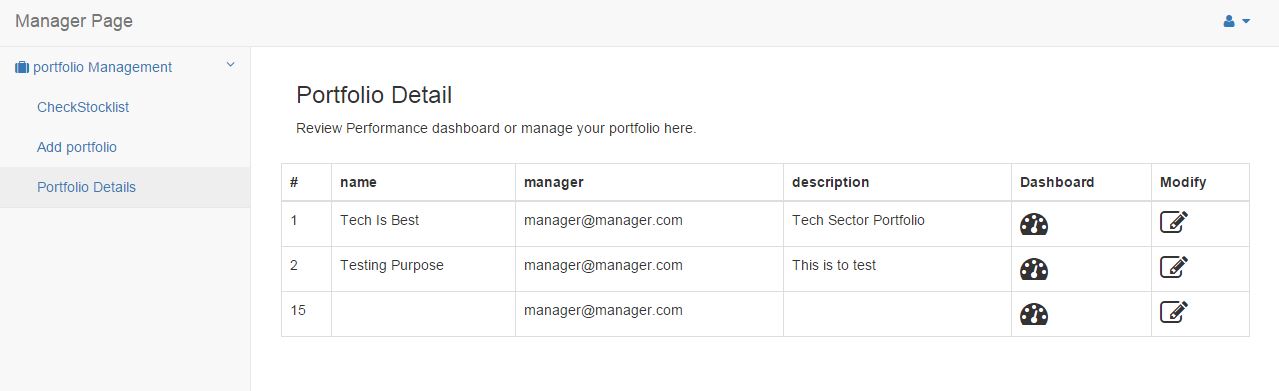 Manager Page
portfolio Management
CheckStocklist
Add portfolio
Portfolio Details
Portfolio Detail
Review Performance dashboard or manage your portfolio here.
# name manager description Dashboard Modify
1 Tech Is Best manager@manager.com Tech Sector Portfolio
2 Testing Purpose manager@manager.com This is to test
15 manager@manager.com